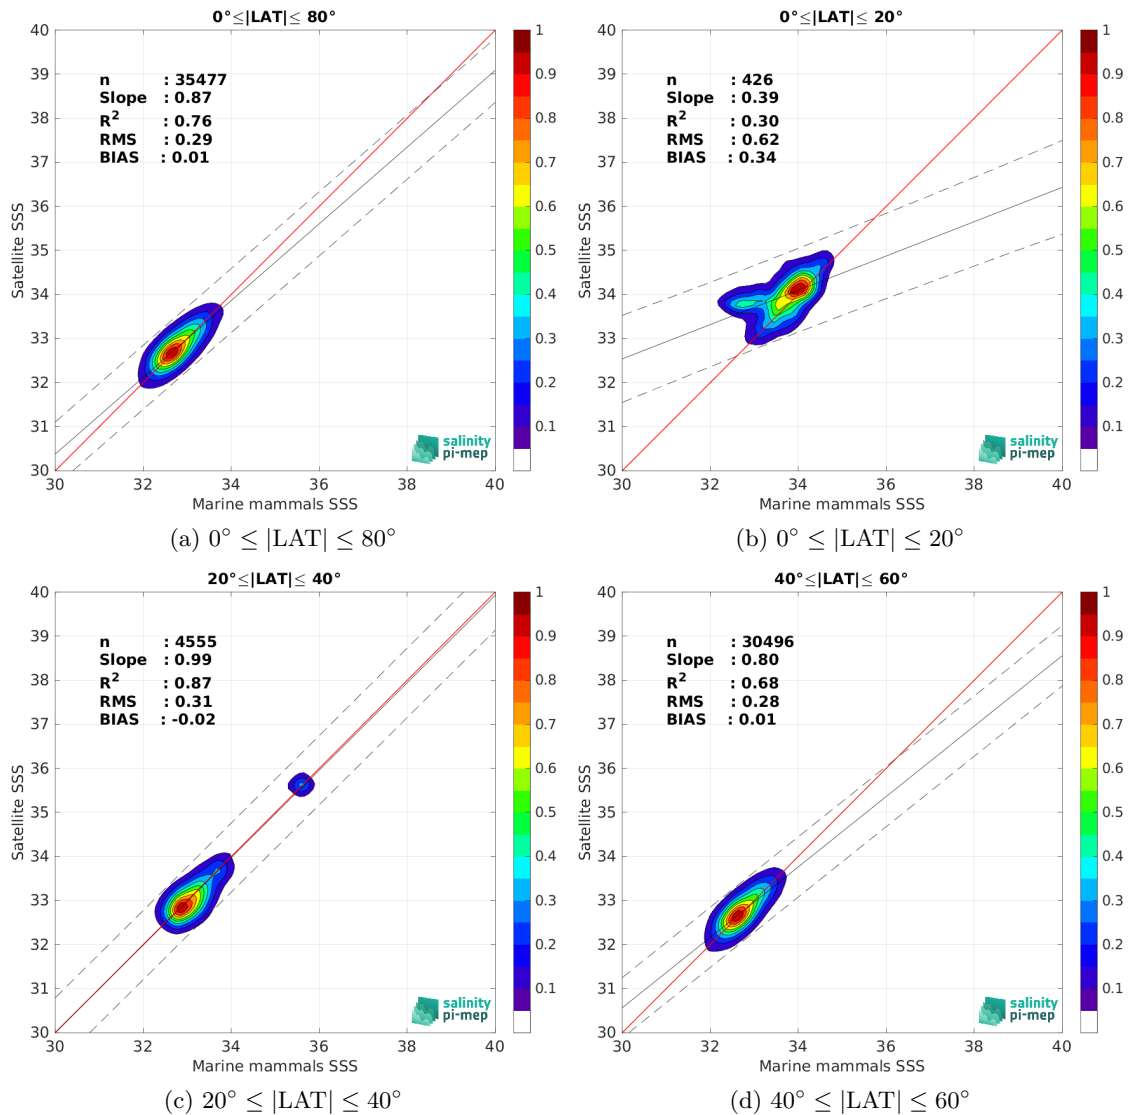 0°≤|LAT|≤ 80°
n : 35477
Slope : 0.87
R² : 0.76
RMS : 0.29
BIAS : 0.01
Satellite SSS
40
39
38
37
36
35
34
33
32
31
30
30 32 34 36 38 40
Marine mammals SSS
1
0.9
0.8
0.7
0.6
0.5
0.4
0.3
0.2
0.1
salinity
pi-mep
(a) 0° ≤ |LAT| ≤ 80°
0°≤|LAT|≤ 20°
n : 426
Slope : 0.39
R² : 0.30
RMS : 0.62
BIAS : 0.34
Satellite SSS
40
39
38
37
36
35
34
33
32
31
30
30 32 34 36 38 40
Marine mammals SSS
1
0.9
0.8
0.7
0.6
0.5
0.4
0.3
0.2
0.1
salinity
pi-mep
(b) 0° ≤ |LAT| ≤ 20°
20°≤|LAT|≤ 40°
n : 4555
Slope : 0.99
R² : 0.87
RMS : 0.31
BIAS : -0.02
Satellite SSS
40
39
38
37
36
35
34
33
32
31
30
30 32 34 36 38 40
Marine mammals SSS
1
0.9
0.8
0.7
0.6
0.5
0.4
0.3
0.2
0.1
salinity
pi-mep
(c) 20° ≤ |LAT| ≤ 40°
40°≤|LAT|≤ 60°
n : 30496
Slope : 0.80
R² : 0.68
RMS : 0.28
BIAS : 0.01
Satellite SSS
40
39
38
37
36
35
34
33
32
31
30
30 32 34 36 38 40
Marine mammals SSS
1
0.9
0.8
0.7
0.6
0.5
0.4
0.3
0.2
0.1
salinity
pi-mep
(d) 40° ≤ |LAT| ≤ 60°